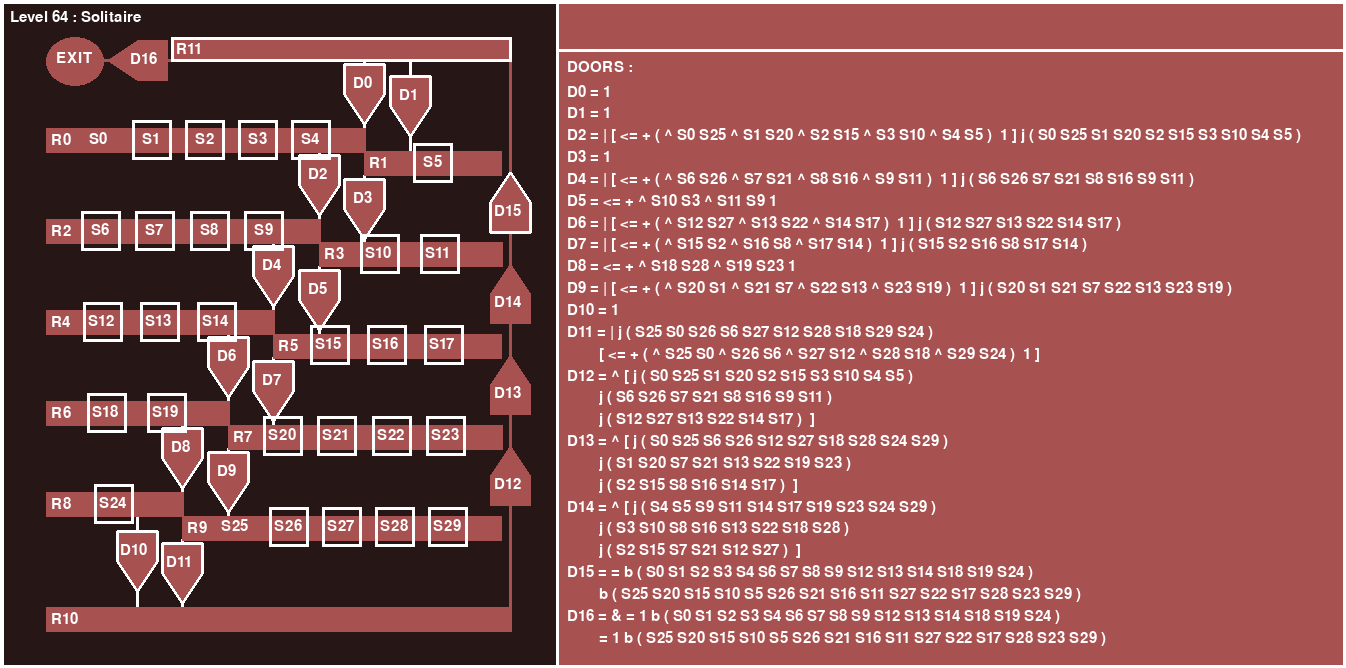 Level 64 : Solitaire
EXIT D16 R11
D0 D1
R0 S0 S1 S2 S3 S4
R1 S5
D2 D3
D15
R2 S6 S7 S8 S9
R3 S10 S11
D4 D5
D14
R4 S12 S13 S14
R5 S15 S16 S17
D6 D7
D13
R6 S18 S19
R7 S20 S21 S22 S23
D8 D9
D12
R8 S24
R9 S25 S26 S27 S28 S29
D10 D11
R10
DOORS :
D0 = 1
D1 = 1
D2 = | [ <= + ( ^ S0 S25 ^ S1 S20 ^ S2 S15 ^ S3 S10 ^ S4 S5 ) 1 ] j ( S0 S25 S1 S20 S2 S15 S3 S10 S4 S5 )
D3 = 1
D4 = | [ <= + ( ^ S6 S26 ^ S7 S21 ^ S8 S16 ^ S9 S11 ) 1 ] j ( S6 S26 S7 S21 S8 S16 S9 S11 )
D5 = <= + ^ S10 S3 ^ S11 S9 1
D6 = | [ <= + ( ^ S12 S27 ^ S13 S22 ^ S14 S17 ) 1 ] j ( S12 S27 S13 S22 S14 S17 )
D7 = | [ <= + ( ^ S15 S2 ^ S16 S8 ^ S17 S14 ) 1 ] j ( S15 S2 S16 S8 S17 S14 )
D8 = <= + ^ S18 S28 ^ S19 S23 1
D9 = | [ <= + ( ^ S20 S1 ^ S21 S7 ^ S22 S13 ^ S23 S19 ) 1 ] j ( S20 S1 S21 S7 S22 S13 S23 S19 )
D10 = 1
D11 = | j ( S25 S0 S26 S6 S27 S12 S28 S18 S29 S24 )
[ <= + ( ^ S25 S0 ^ S26 S6 ^ S27 S12 ^ S28 S18 ^ S29 S24 ) 1 ]
D12 = ^ [ j ( S0 S25 S1 S20 S2 S15 S3 S10 S4 S5 )
j ( S6 S26 S7 S21 S8 S16 S9 S11 )
j ( S12 S27 S13 S22 S14 S17 ) ]
D13 = ^ [ j ( S0 S25 S6 S26 S12 S27 S18 S28 S24 S29 )
j ( S1 S20 S7 S21 S13 S22 S19 S23 )
j ( S2 S15 S8 S16 S14 S17 ) ]
D14 = ^ [ j ( S4 S5 S9 S11 S14 S17 S19 S23 S24 S29 )
j ( S3 S10 S8 S16 S13 S22 S18 S28 )
j ( S2 S15 S7 S21 S12 S27 ) ]
D15 = = b ( S0 S1 S2 S3 S4 S6 S7 S8 S9 S12 S13 S14 S18 S19 S24 )
b ( S25 S20 S15 S10 S5 S26 S21 S16 S11 S27 S22 S17 S28 S23 S29 )
D16 = & = 1 b ( S0 S1 S2 S3 S4 S6 S7 S8 S9 S12 S13 S14 S18 S19 S24 )
= 1 b ( S25 S20 S15 S10 S5 S26 S21 S16 S11 S27 S22 S17 S28 S23 S29 )